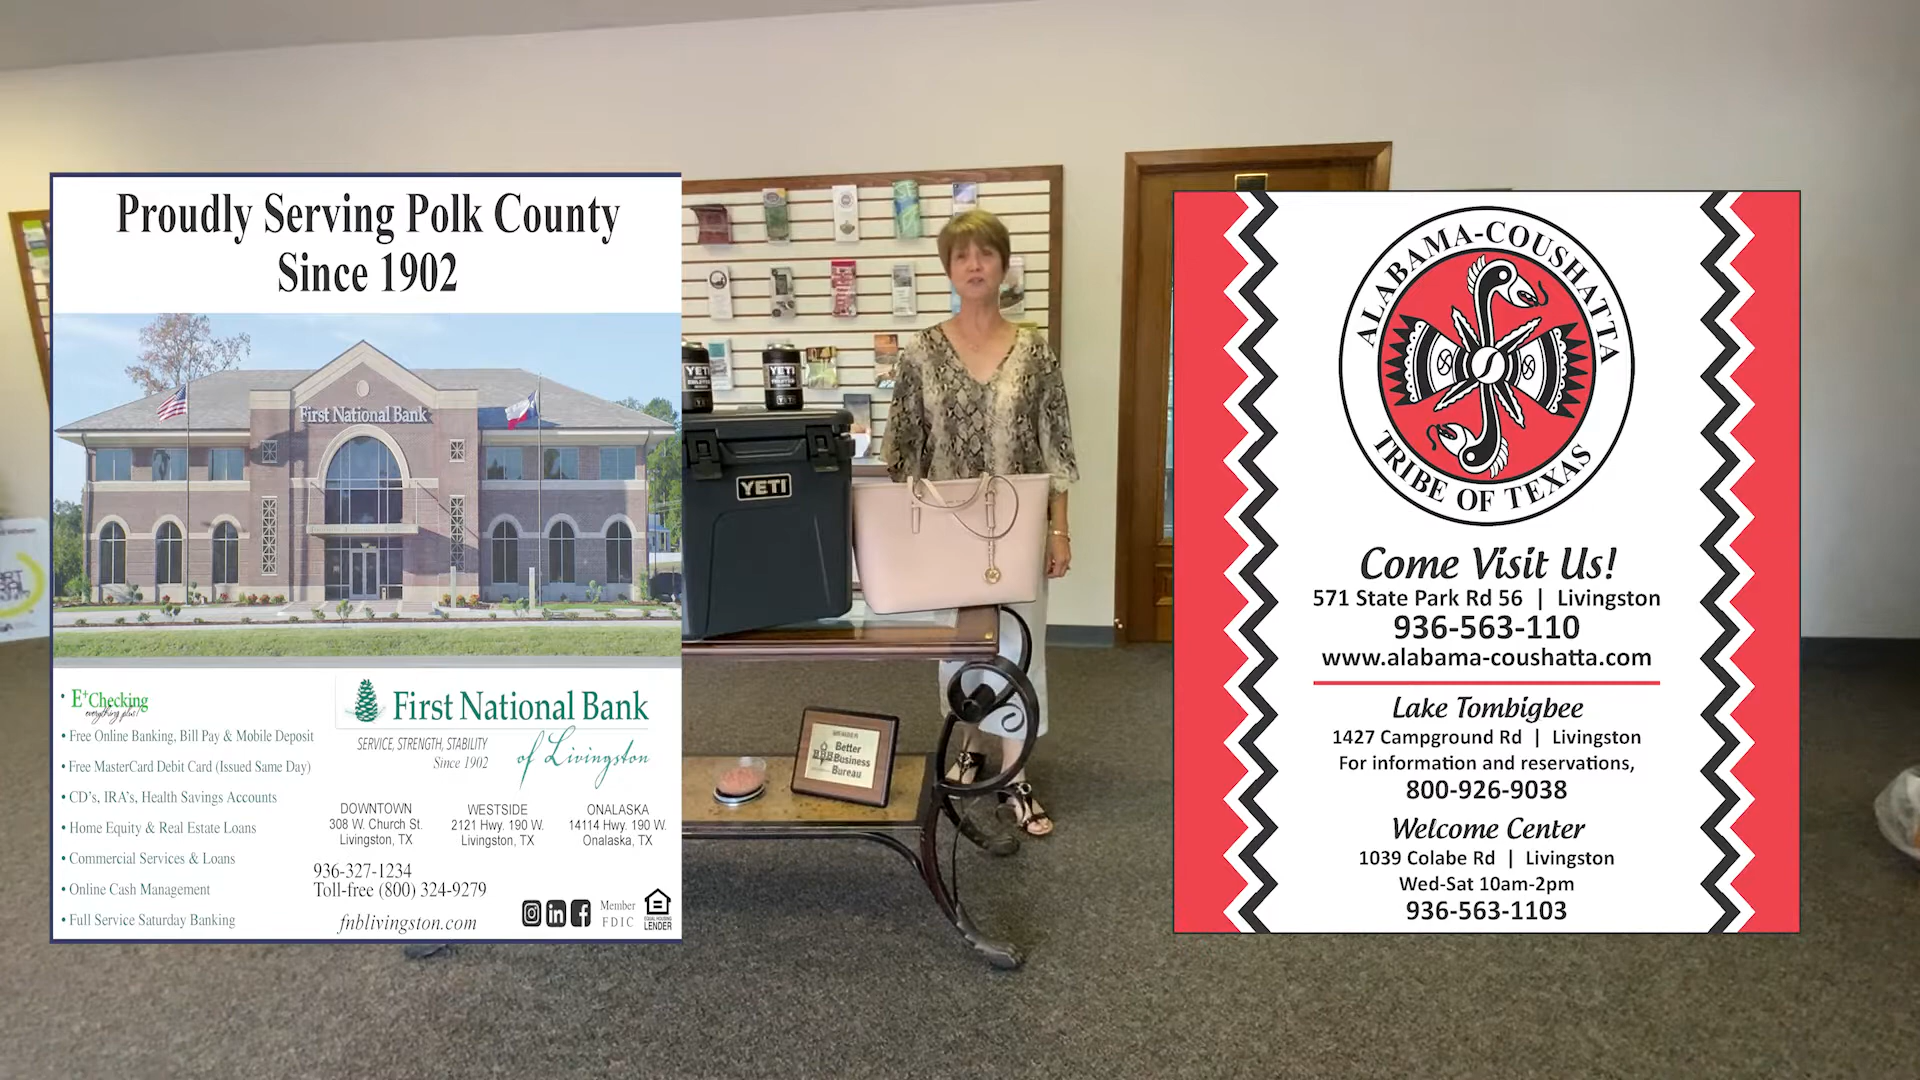 Proudly Serving Polk County
Since 1902
First National Bank
• E+Checking
everything plus!
• Free Online Banking, Bill Pay & Mobile Deposit
• Free MasterCard Debit Card (Issued Same Day)
• CD's, IRA's, Health Savings Accounts
• Home Equity & Real Estate Loans
• Commercial Services & Loans
• Online Cash Management
• Full Service Saturday Banking
First National Bank
of Livingston
SERVICE, STRENGTH, STABILITY
Since 1902
DOWNTOWN
308 W. Church St.
Livingston, TX
WESTSIDE
2121 Hwy. 190 W.
Livingston, TX
ONALASKA
14114 Hwy. 190 W.
Onalaska, TX
936-327-1234
Toll-free (800) 324-9279
fnblivingston.com
Member
FDIC
EQUAL HOUSING
LENDER
YETI
YETI
YETI
MEMBER
BBB
Better
Business
Bureau
ALABAMA-COUSHATTA
TRIBE OF TEXAS
Come Visit Us!
571 State Park Rd 56 | Livingston
936-563-110
www.alabama-coushatta.com
Lake Tombigbee
1427 Campground Rd | Livingston
For information and reservations,
800-926-9038
Welcome Center
1039 Colabe Rd | Livingston
Wed-Sat 10am-2pm
936-563-1103